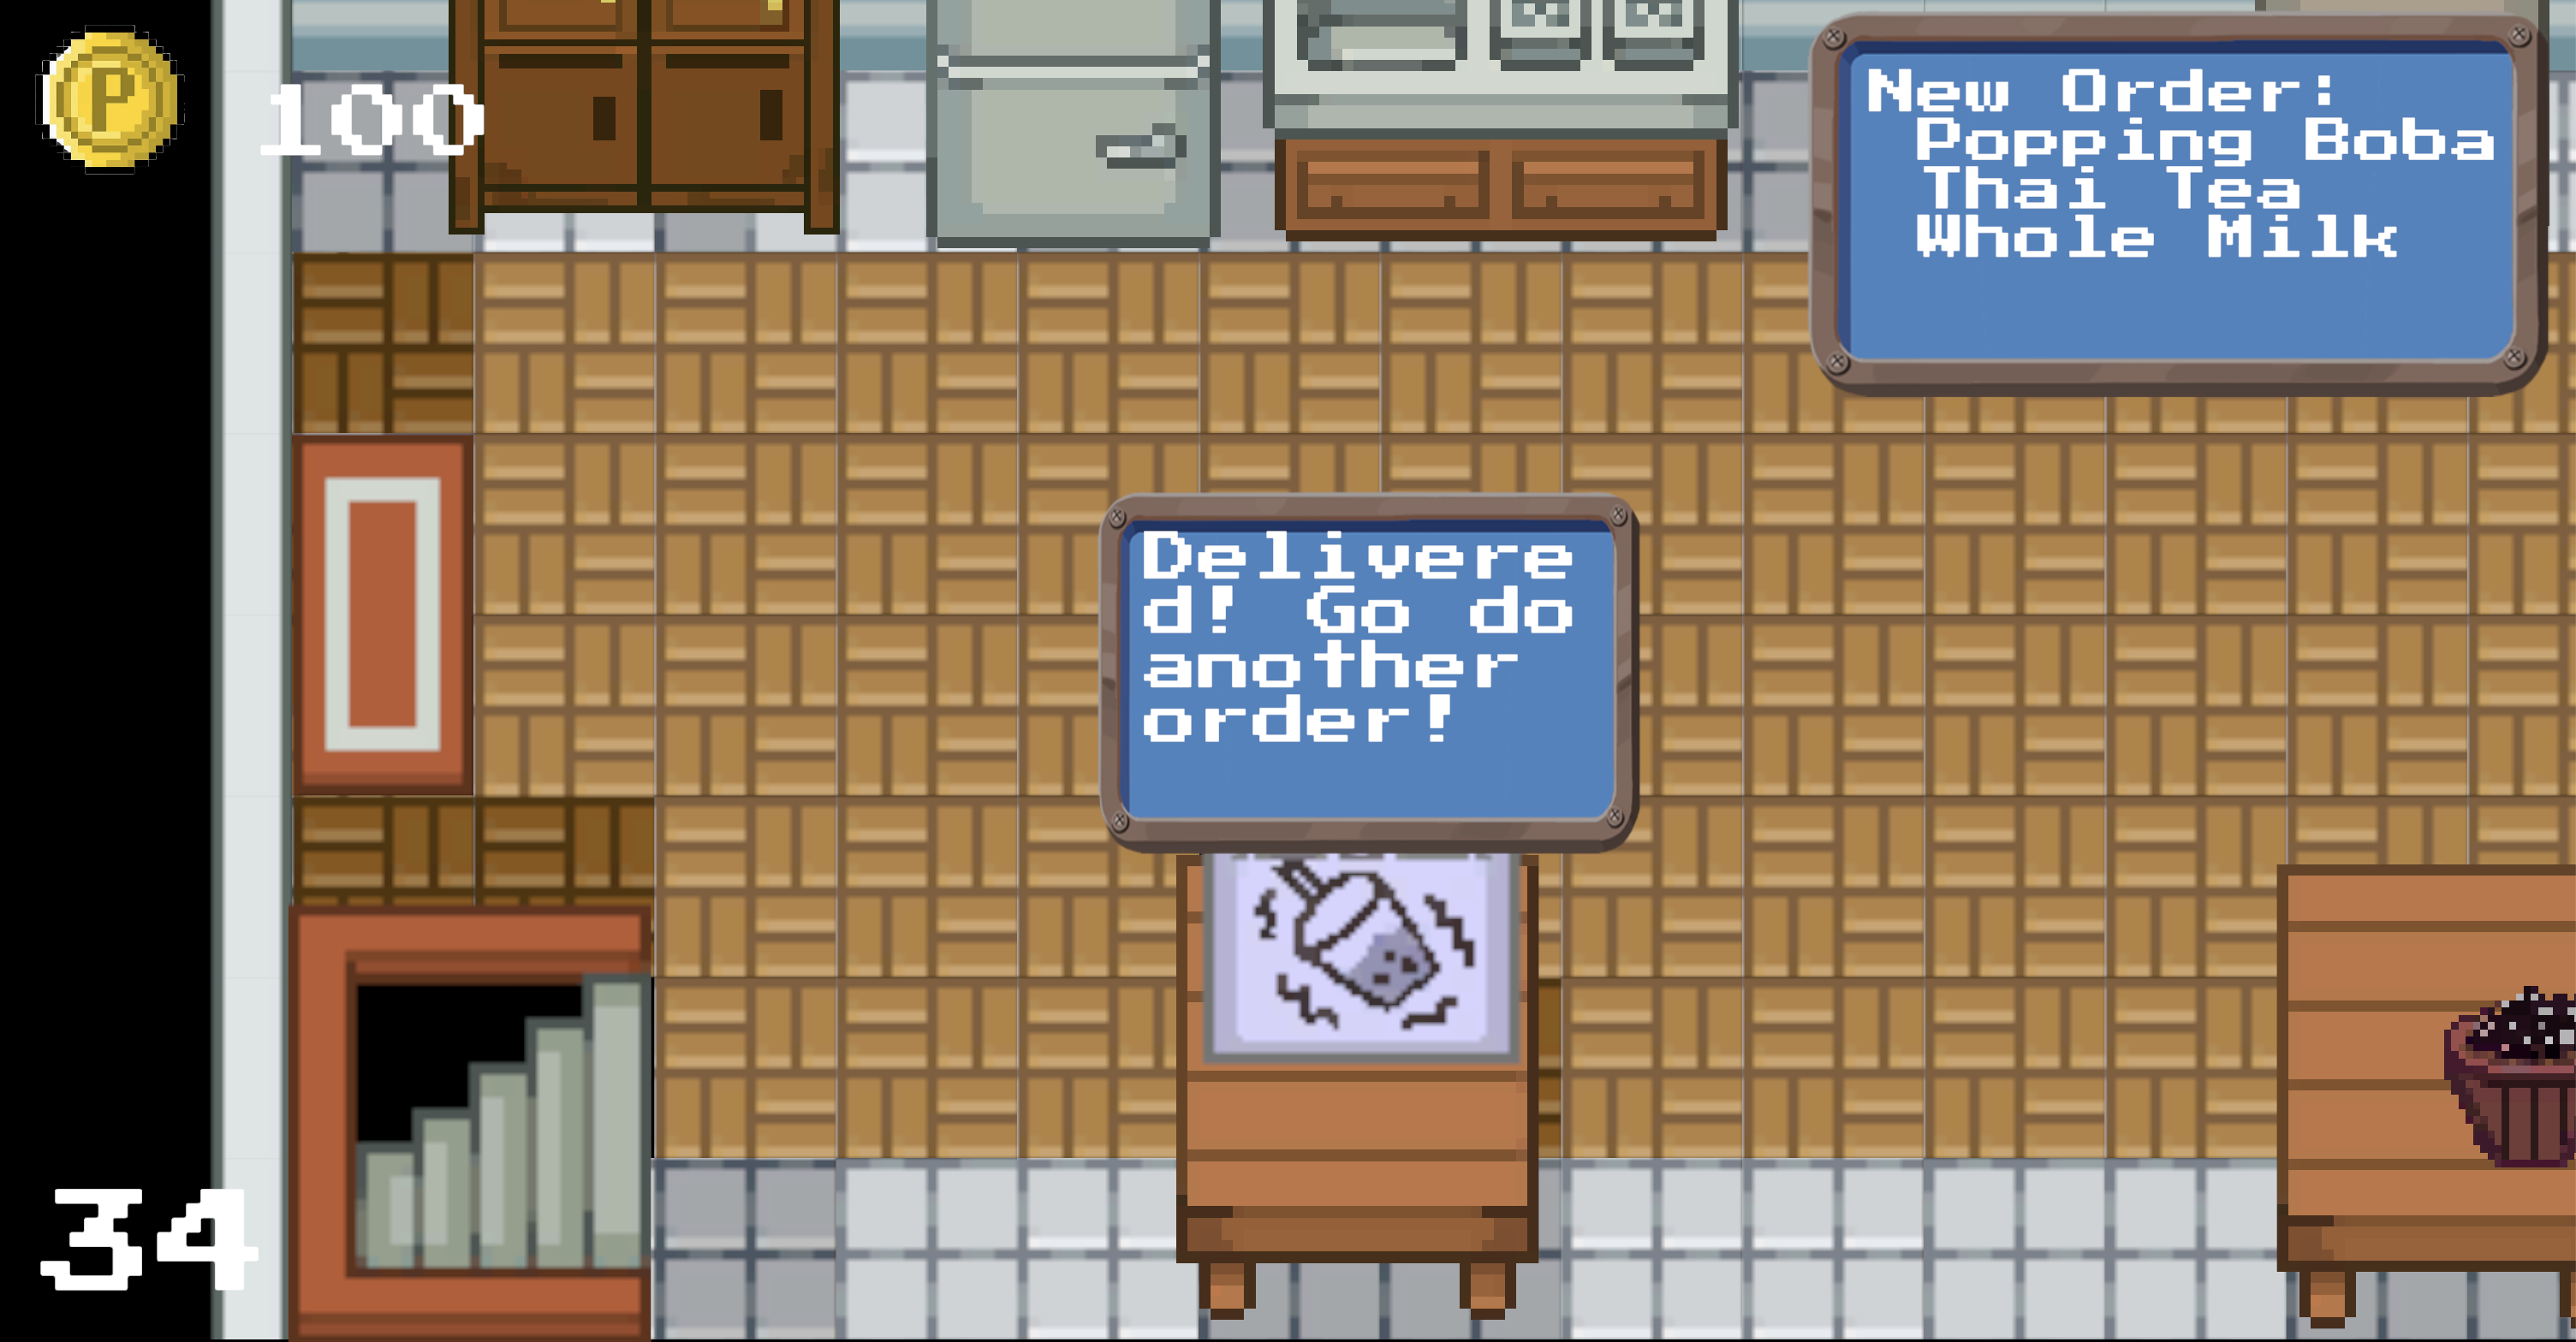 P
100
New Order:
Popping Boba
Thai Tea
Whole Milk
Delivere
d! Go do
another
order!
34